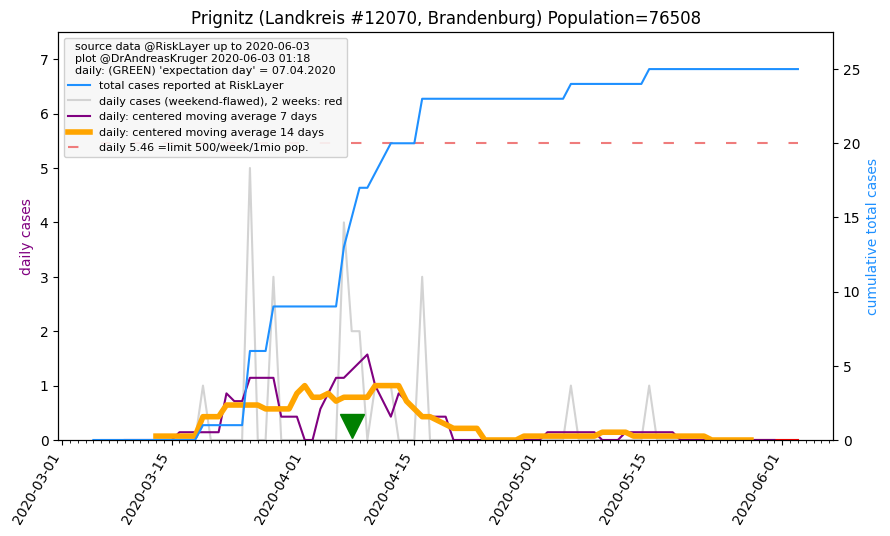 Prignitz (Landkreis #12070, Brandenburg) Population=76508
source data @RiskLayer up to 2020-06-03
plot @DrAndreasKruger 2020-06-03 01:18
daily: (GREEN) 'expectation day' = 07.04.2020
total cases reported at RiskLayer
daily cases (weekend-flawed), 2 weeks: red
daily: centered moving average 7 days
daily: centered moving average 14 days
daily 5.46 =limit 500/week/1mio pop.
daily cases
7
6
5
4
3
2
1
0
cumulative total cases
25
20
15
10
5
0
2020-03-01
2020-03-15
2020-04-01
2020-04-15
2020-05-01
2020-05-15
2020-06-01